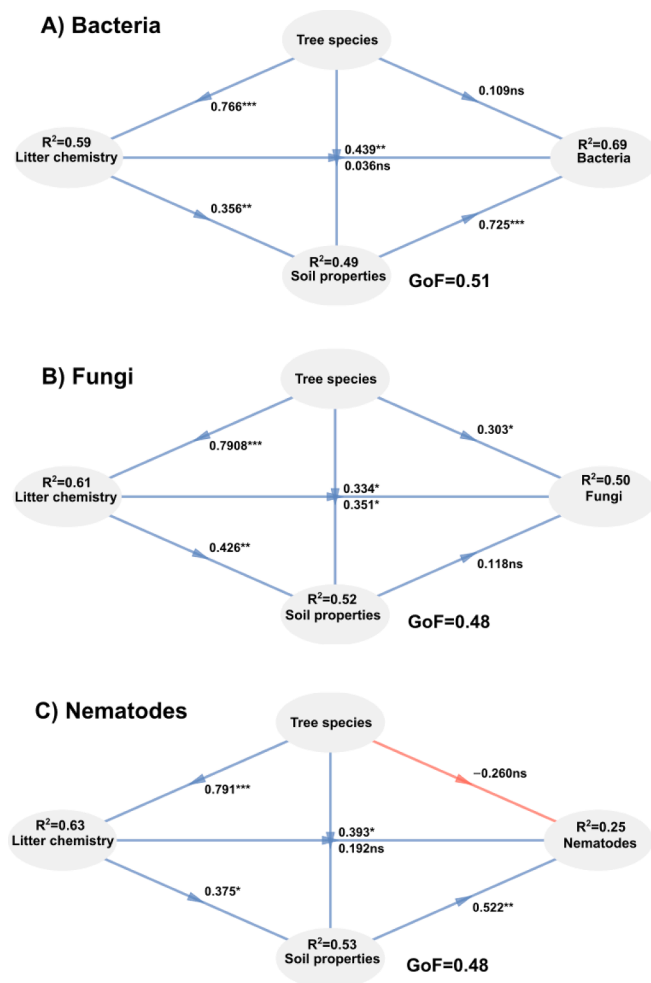 A) Bacteria
Tree species
0.109ns
0.766***
R²=0.59
Litter chemistry
0.439**
0.036ns
R²=0.69
Bacteria
0.356**
0.725***
R²=0.49
Soil properties
GoF=0.51
B) Fungi
Tree species
0.303*
0.7908***
R²=0.61
Litter chemistry
0.334*
0.351*
R²=0.50
Fungi
0.426**
0.118ns
R²=0.52
Soil properties
GoF=0.48
C) Nematodes
Tree species
−0.260ns
0.791***
R²=0.63
Litter chemistry
0.393*
0.192ns
R²=0.25
Nematodes
0.375*
0.522**
R²=0.53
Soil properties
GoF=0.48